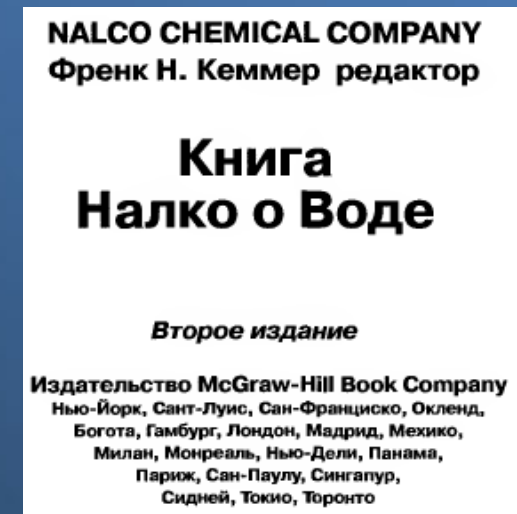 NALCO CHEMICAL COMPANY
Френк Н. Кеммер редактор
Книга
Налко о Воде
Второе издание
Издательство McGraw-Hill Book Company
Нью-Йорк, Сант-Луис, Сан-Франциско, Окленд,
Богота, Гамбург, Лондон, Мадрид, Мехико,
Милан, Монреаль, Нью-Дели, Панама,
Париж, Сан-Паулу, Сингапур,
Сидней, Токио, Торонто